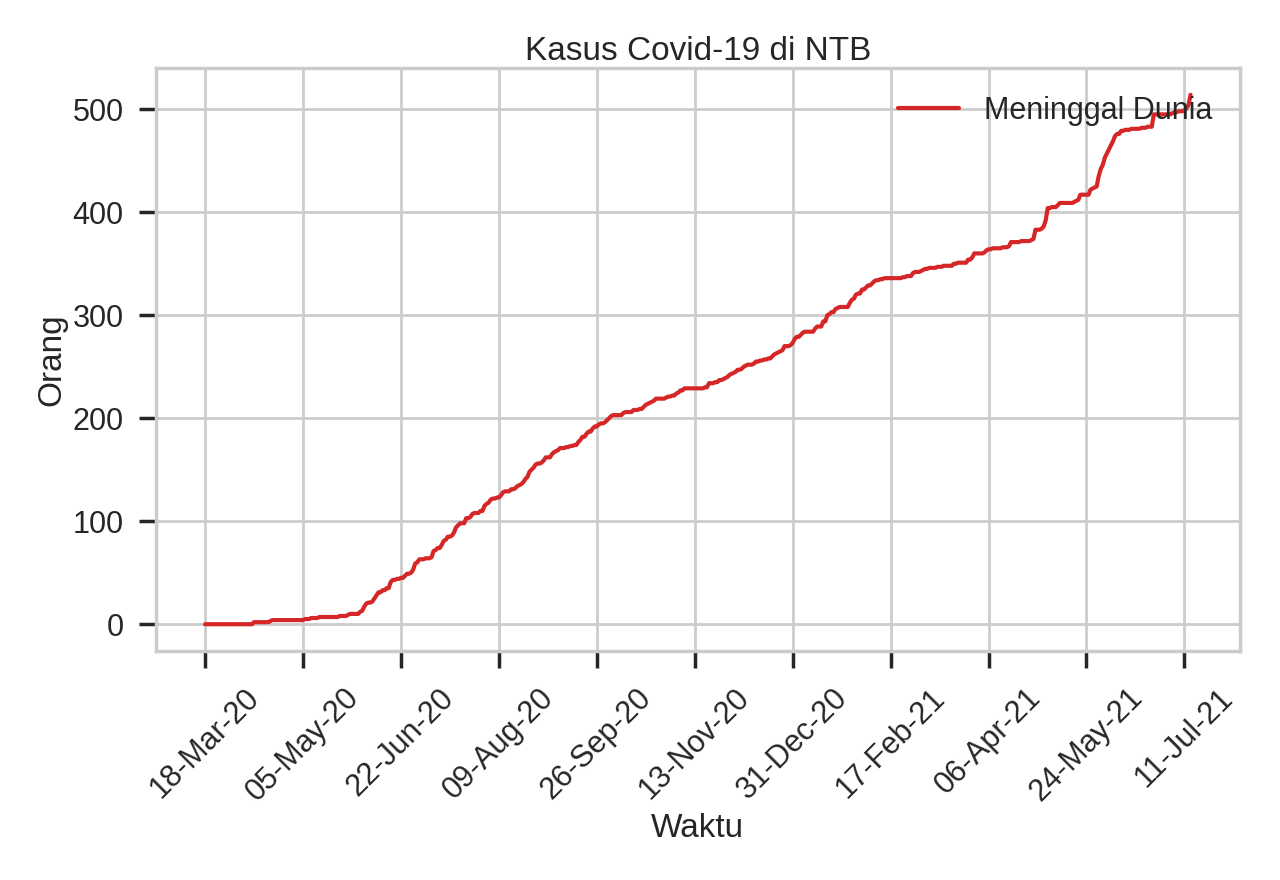 Kasus Covid-19 di NTB
Meninggal Dunia
500
400
300
200
100
0
Orang
18-Mar-20
05-May-20
22-Jun-20
09-Aug-20
26-Sep-20
13-Nov-20
31-Dec-20
17-Feb-21
06-Apr-21
24-May-21
11-Jul-21
Waktu